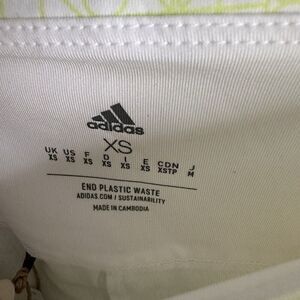 adidas
XS
UK US F D I E CDN J
XS XS XS XS XS XS XSTP M
END PLASTIC WASTE
ADIDAS.COM / SUSTAINABILITY
MADE IN CAMBODIA